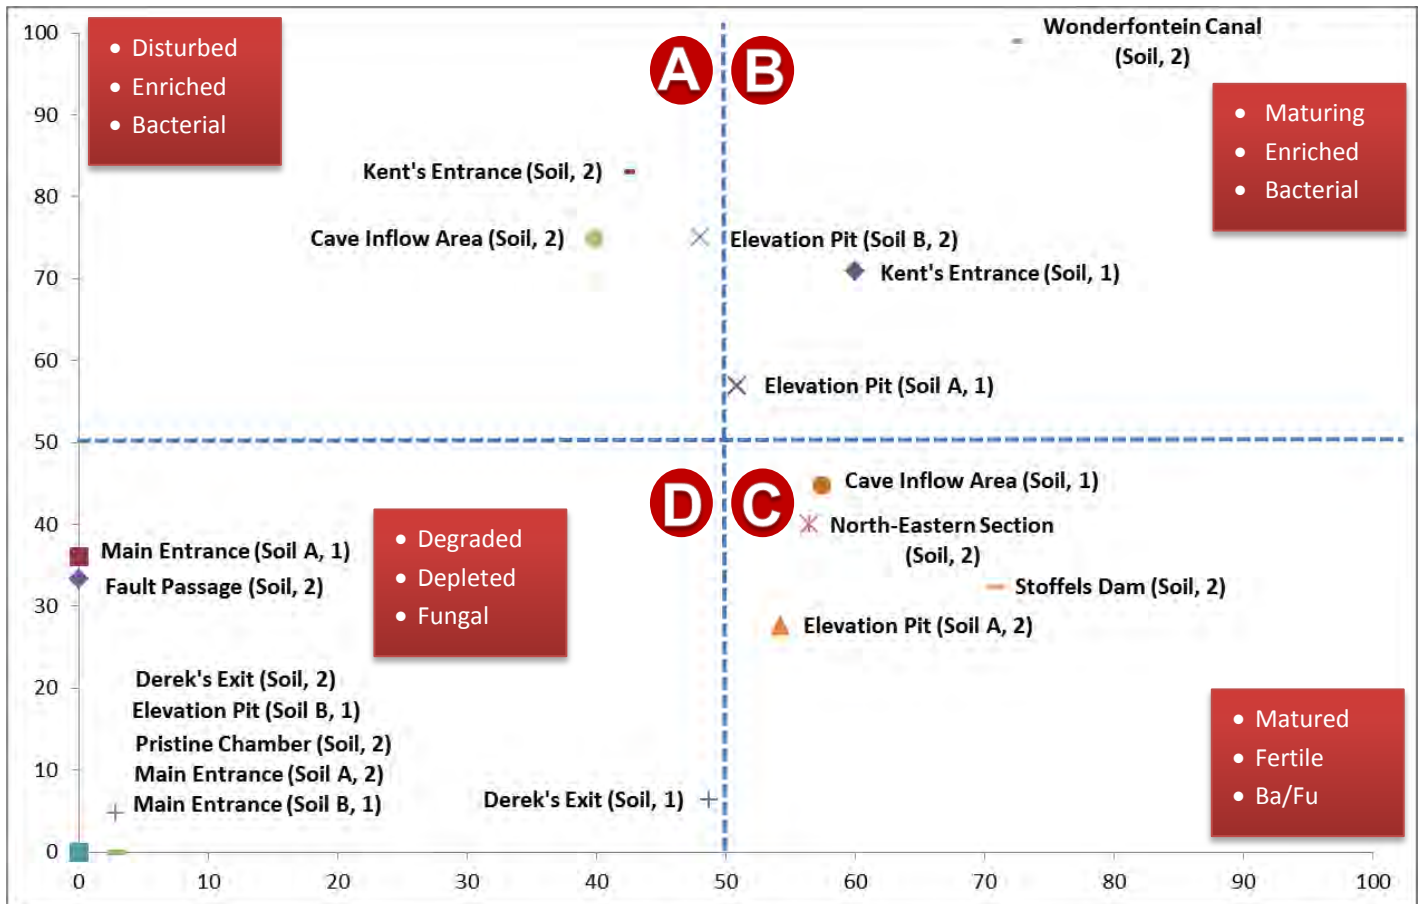 100
90
80
70
60
50
40
30
20
10
0
• Disturbed
• Enriched
• Bacterial
A
B
Wonderfontein Canal
(Soil, 2)
• Maturing
• Enriched
• Bacterial
Kent's Entrance (Soil, 2)
Cave Inflow Area (Soil, 2)
Elevation Pit (Soil B, 2)
Kent's Entrance (Soil, 1)
Elevation Pit (Soil A, 1)
D
C
Cave Inflow Area (Soil, 1)
North-Eastern Section
(Soil, 2)
Stoffels Dam (Soil, 2)
Elevation Pit (Soil A, 2)
Main Entrance (Soil A, 1)
Fault Passage (Soil, 2)
• Degraded
• Depleted
• Fungal
Derek's Exit (Soil, 2)
Elevation Pit (Soil B, 1)
Pristine Chamber (Soil, 2)
Main Entrance (Soil A, 2)
Main Entrance (Soil B, 1)
Derek's Exit (Soil, 1)
• Matured
• Fertile
• Ba/Fu
0 10 20 30 40 50 60 70 80 90 100